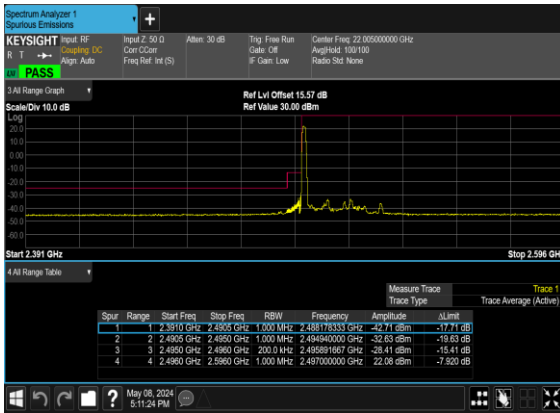 Spectrum Analyzer 1
Spurious Emissions
+
KEYSIGHT Input: RF Input Z: 50 Ω Atten: 30 dB Trig: Free Run Center Freq: 22.005000000 GHz
R T Coupling: DC Corr CCorr Gate: Off Avg|Hold: 100/100
Align: Auto Freq Ref: Int (S) IF Gain: Low Radio Std: None
PASS
3 All Range Graph
Ref Lvl Offset 15.57 dB
Scale/Div 10.0 dB Ref Value 30.00 dBm
Log
20.0
10.0
0.00
-10.0
-20.0
-30.0
-40.0
-50.0
-60.0
Start 2.391 GHz Stop 2.596 GH
4 All Range Table
Measure Trace Trace 1
Trace Type Trace Average (Active)
Spur Range Start Freq Stop Freq RBW Frequency Amplitude ΔLimit
1 1 2.3910 GHz 2.4905 GHz 1.000 MHz 2.488178333 GHz -42.71 dBm -17.71 dB
2 2 2.4905 GHz 2.4950 GHz 1.000 MHz 2.494940000 GHz -32.63 dBm -19.63 dB
3 3 2.4950 GHz 2.4960 GHz 200.0 kHz 2.495891667 GHz -28.41 dBm -15.41 dB
4 4 2.4960 GHz 2.5960 GHz 1.000 MHz 2.497000000 GHz 22.08 dBm -7.920 dB
May 08, 2024
5:11:24 PM
?